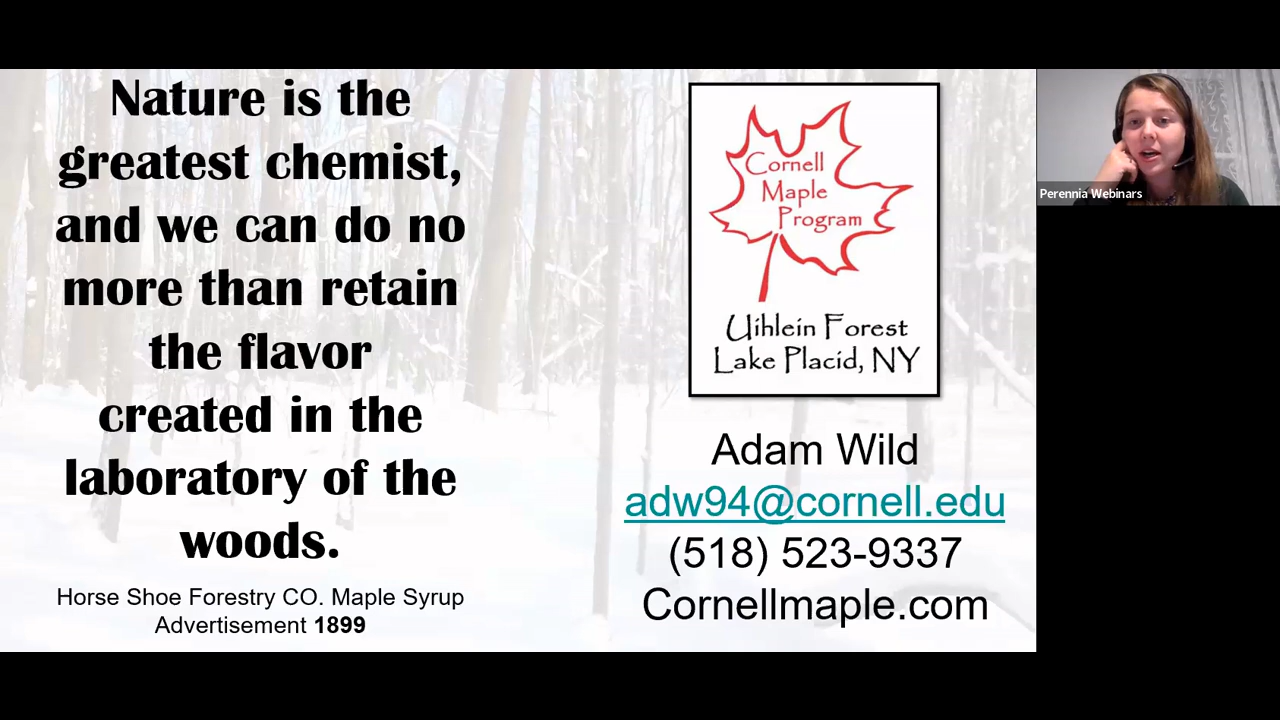 Nature is the
greatest chemist,
and we can do no
more than retain
the flavor
created in the
laboratory of the
woods.
Horse Shoe Forestry CO. Maple Syrup
Advertisement 1899
Cornell
Maple
Program
Uihlein Forest
Lake Placid, NY
Adam Wild
adw94@cornell.edu
(518) 523-9337
Cornellmaple.com
Perennia Webinars